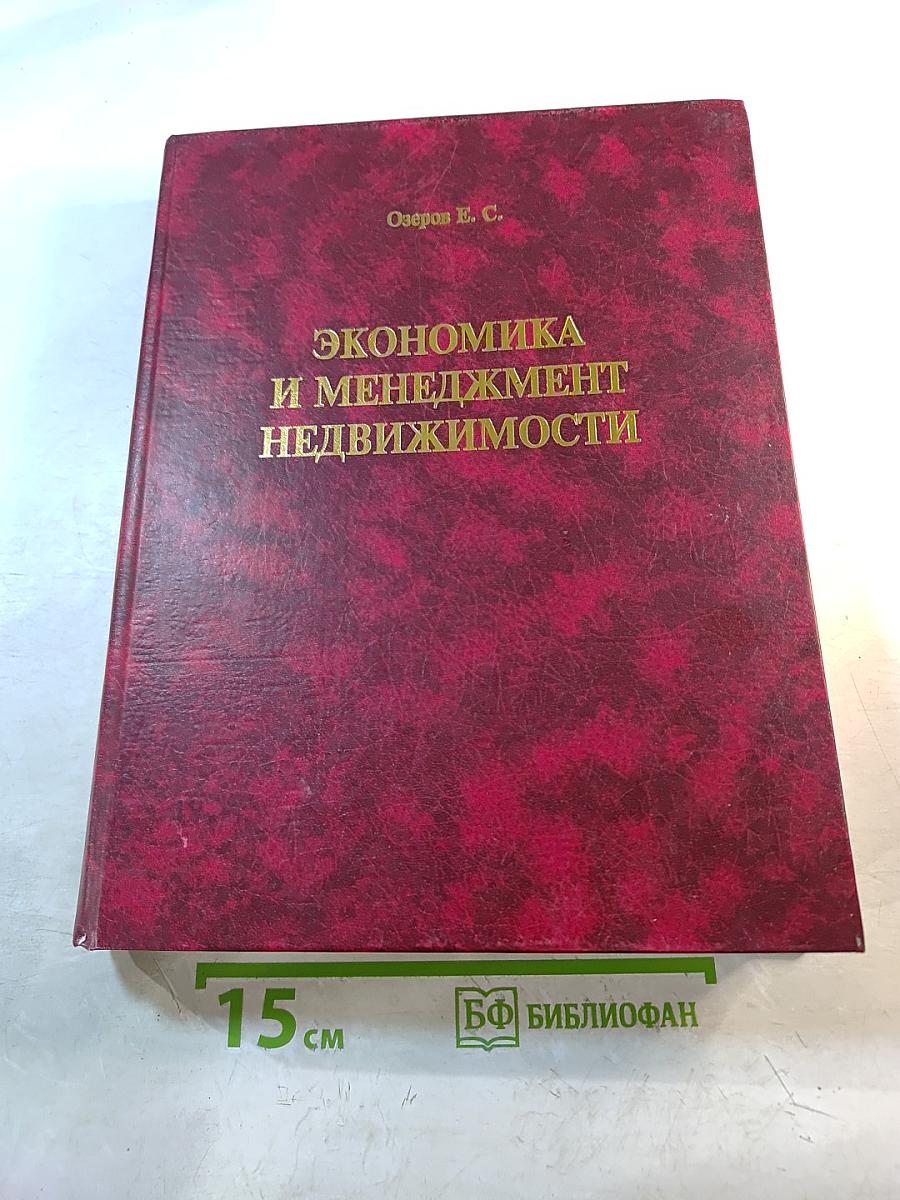 Озеров Е. С.
ЭКОНОМИКА
И МЕНЕДЖМЕНТ
НЕДВИЖИМОСТИ
15 см
БФ БИБЛИОФАН